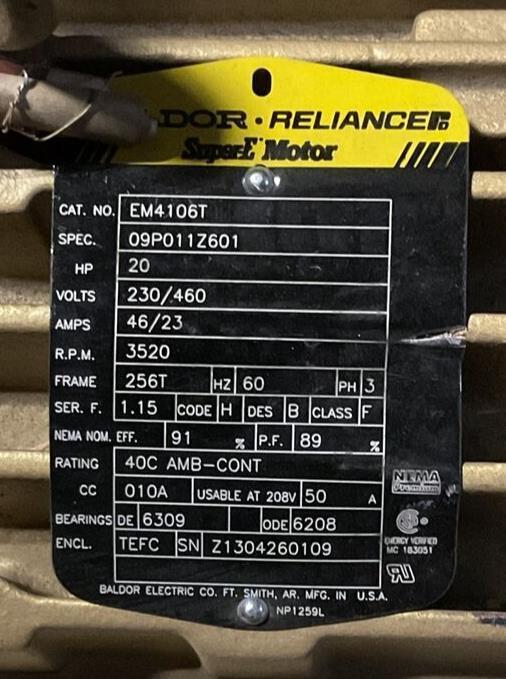 DOR · RELIANCER
Super-E Motor
CAT. NO. EM4106T
SPEC. 09P011Z601
HP 20
VOLTS 230/460
AMPS 46/23
R.P.M. 3520
FRAME 256T HZ 60 PH 3
SER. F. 1.15 CODE H DES B CLASS F
NEMA NOM. EFF. 91 % P.F. 89 %
RATING 40C AMB-CONT
CC 010A USABLE AT 208V 50 A
BEARINGS DE 6309 ODE 6208
ENCL. TEFC SN Z1304260109
NEMA
Premium
ENERGY VERIFIED
MC 183051
BALDOR ELECTRIC CO. FT. SMITH, AR. MFG. IN U.S.A.
NP1259L